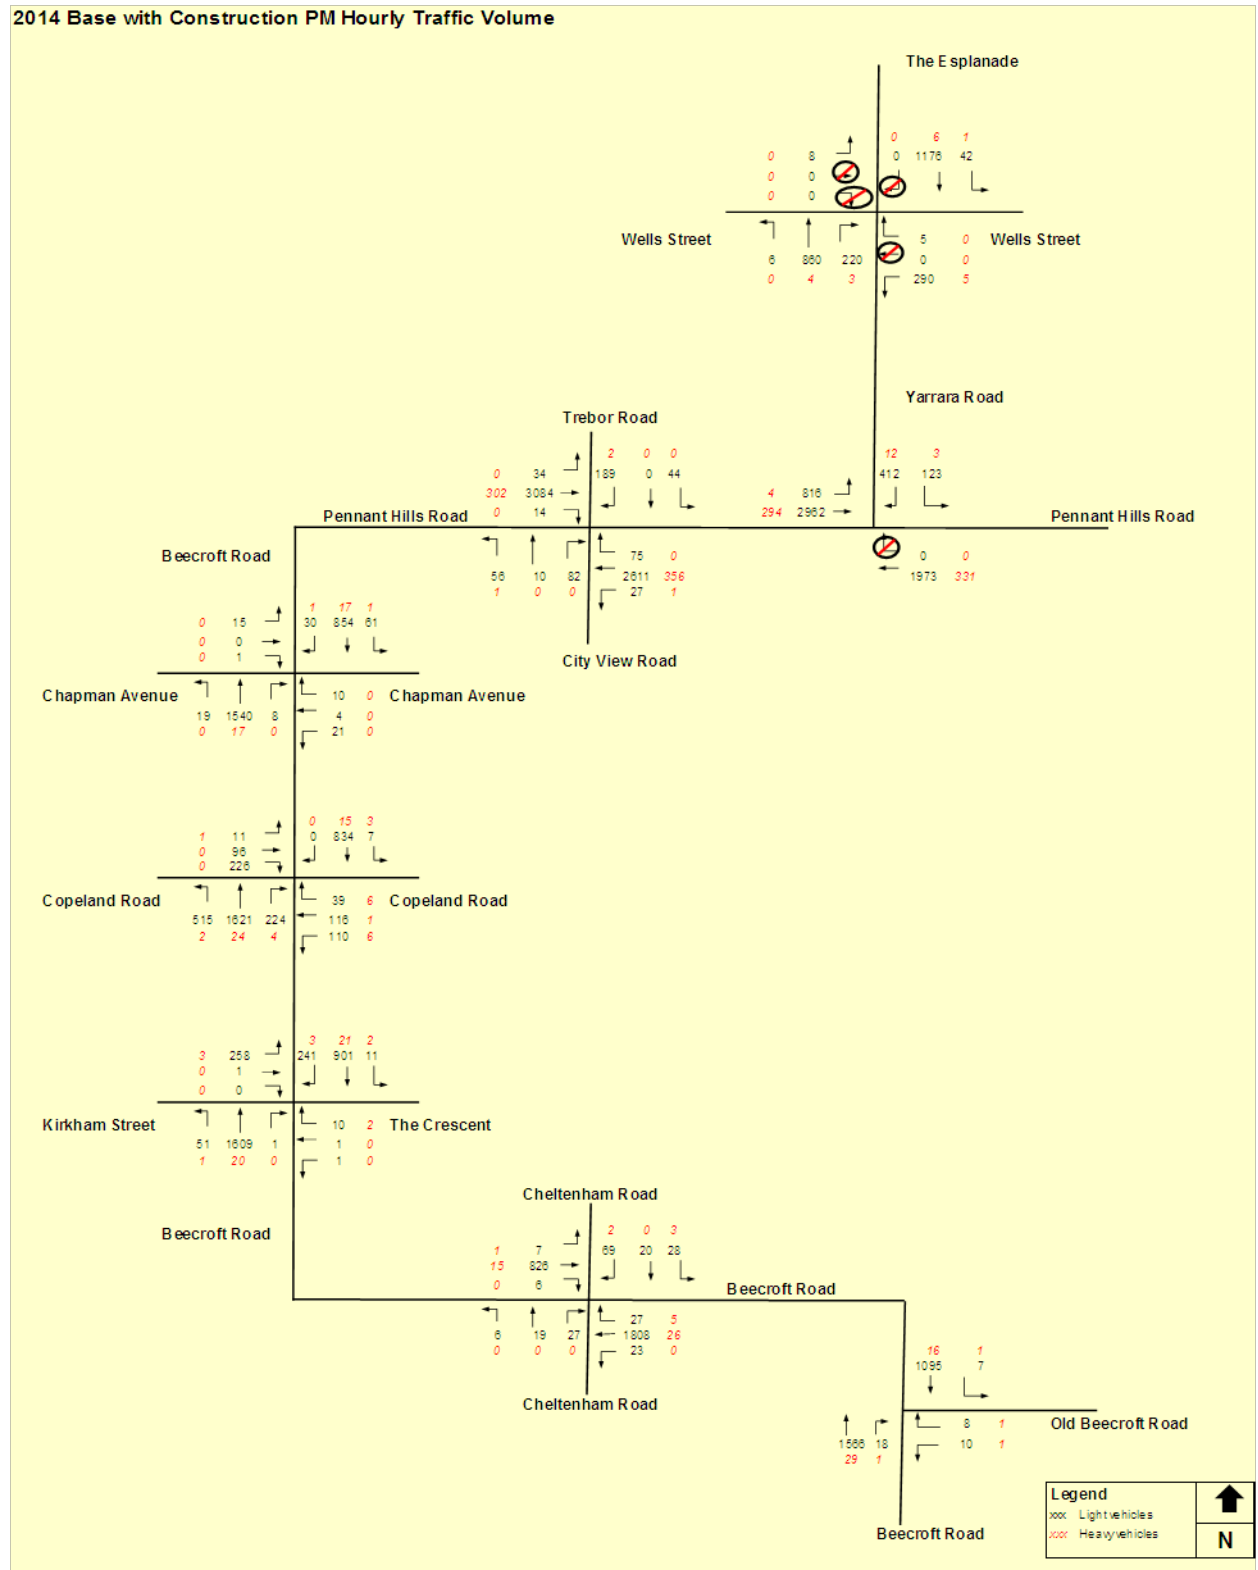 2014 Base with Construction PM Hourly Traffic Volume
The Esplanade
0 6 1
0 8 0 1176 42
0 0
0 0
Wells Street 5 0 Wells Street
6 860 220 0 0
0 4 3 290 5
Yarrara Road
Trebor Road
2 0 0 12 3
0 34 189 0 44 412 123
302 3084 4 816
0 14 294 2962
Pennant Hills Road Pennant Hills Road
Beecroft Road 75 0 0 0
56 10 82 2611 356 1973 331
1 0 0 27 1
1 17 1
0 15 30 854 61
0 0
0 1
City View Road
Chapman Avenue 10 0 Chapman Avenue
19 1540 8 4 0
0 17 0 21 0
0 15 3
1 11 0 834 7
0 96
0 226
Copeland Road 39 6 Copeland Road
515 1621 224 116 1
2 24 4 110 6
3 21 2
3 258 241 901 11
0 1
0 0
Kirkham Street 10 2 The Crescent
51 1609 1 1 0
1 20 0 1 0
Cheltenham Road
Beecroft Road 2 0 3
1 7 69 20 28
15 826
0 6
Beecroft Road
27 5
6 19 27 1808 26
0 0 0 23 0
16 1
1095 7
Cheltenham Road
8 1 Old Beecroft Road
1566 18 10 1
29 1
Beecroft Road
Legend
xxx Light vehicles
xxx Heavy vehicles
N